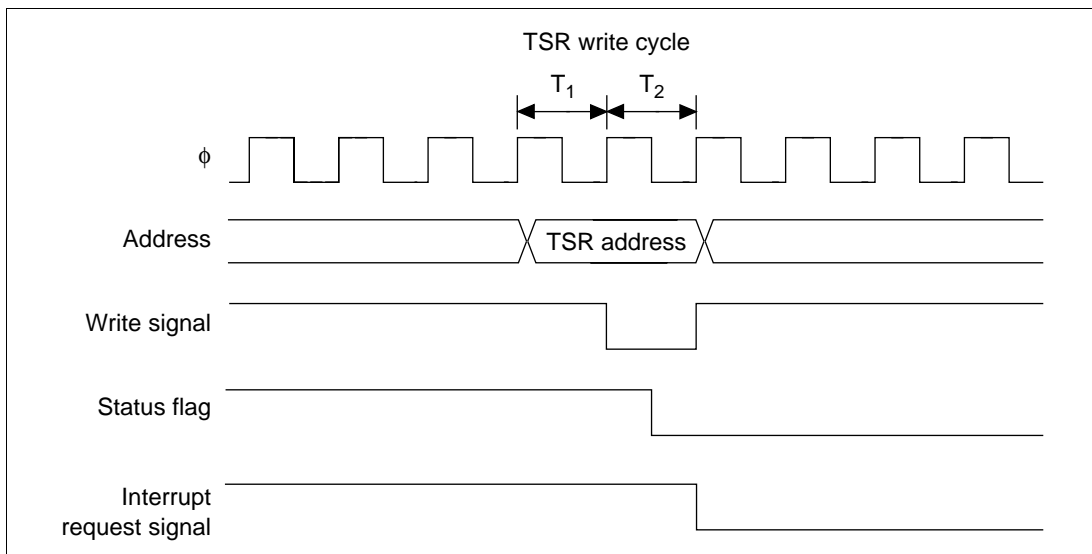 TSR write cycle
T1 T2
ϕ
Address
TSR address
Write signal
Status flag
Interrupt
request signal